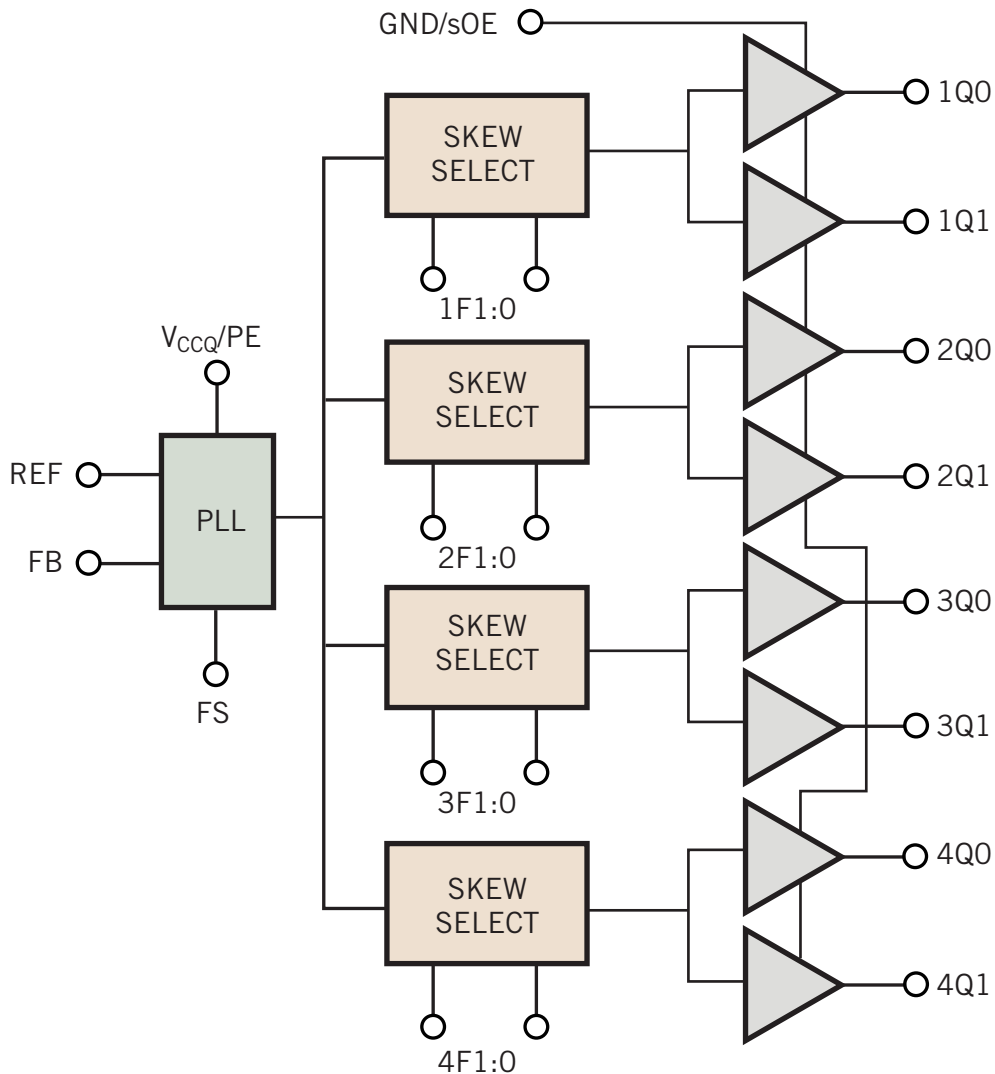 GND/sOE
1Q0
SKEW
SELECT
1Q1
1F1:0
VCCQ/PE
2Q0
SKEW
SELECT
2Q1
REF
PLL
FB
2F1:0
3Q0
SKEW
SELECT
FS
3Q1
3F1:0
4Q0
SKEW
SELECT
4Q1
4F1:0